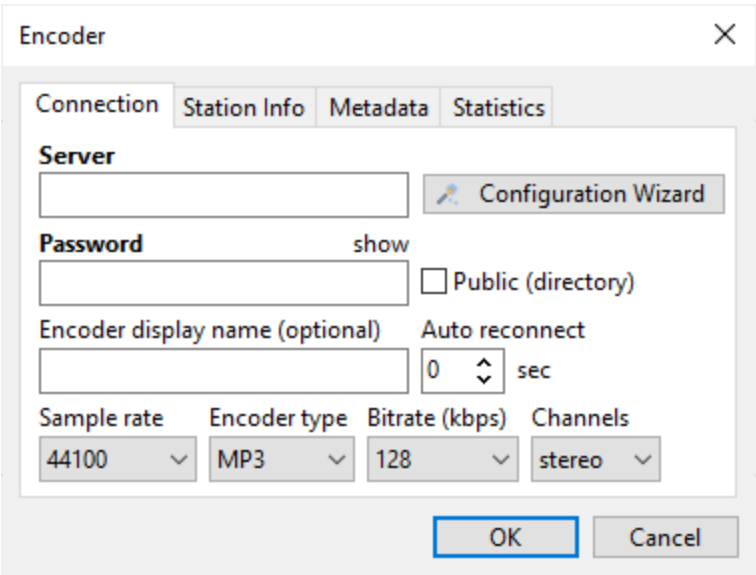 Encoder
Connection Station Info Metadata Statistics
Server
Configuration Wizard
Password show
Public (directory)
Encoder display name (optional) Auto reconnect
0 sec
Sample rate Encoder type Bitrate (kbps) Channels
44100 MP3 128 stereo
OK Cancel